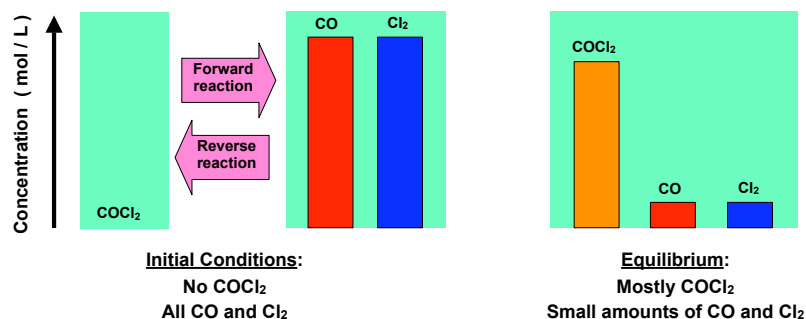 Concentration ( mol / L )
COCl₂
Forward
reaction
Reverse
reaction
CO
Cl₂
Initial Conditions:
No COCl₂
All CO and Cl₂
COCl₂
CO
Cl₂
Equilibrium:
Mostly COCl₂
Small amounts of CO and Cl₂